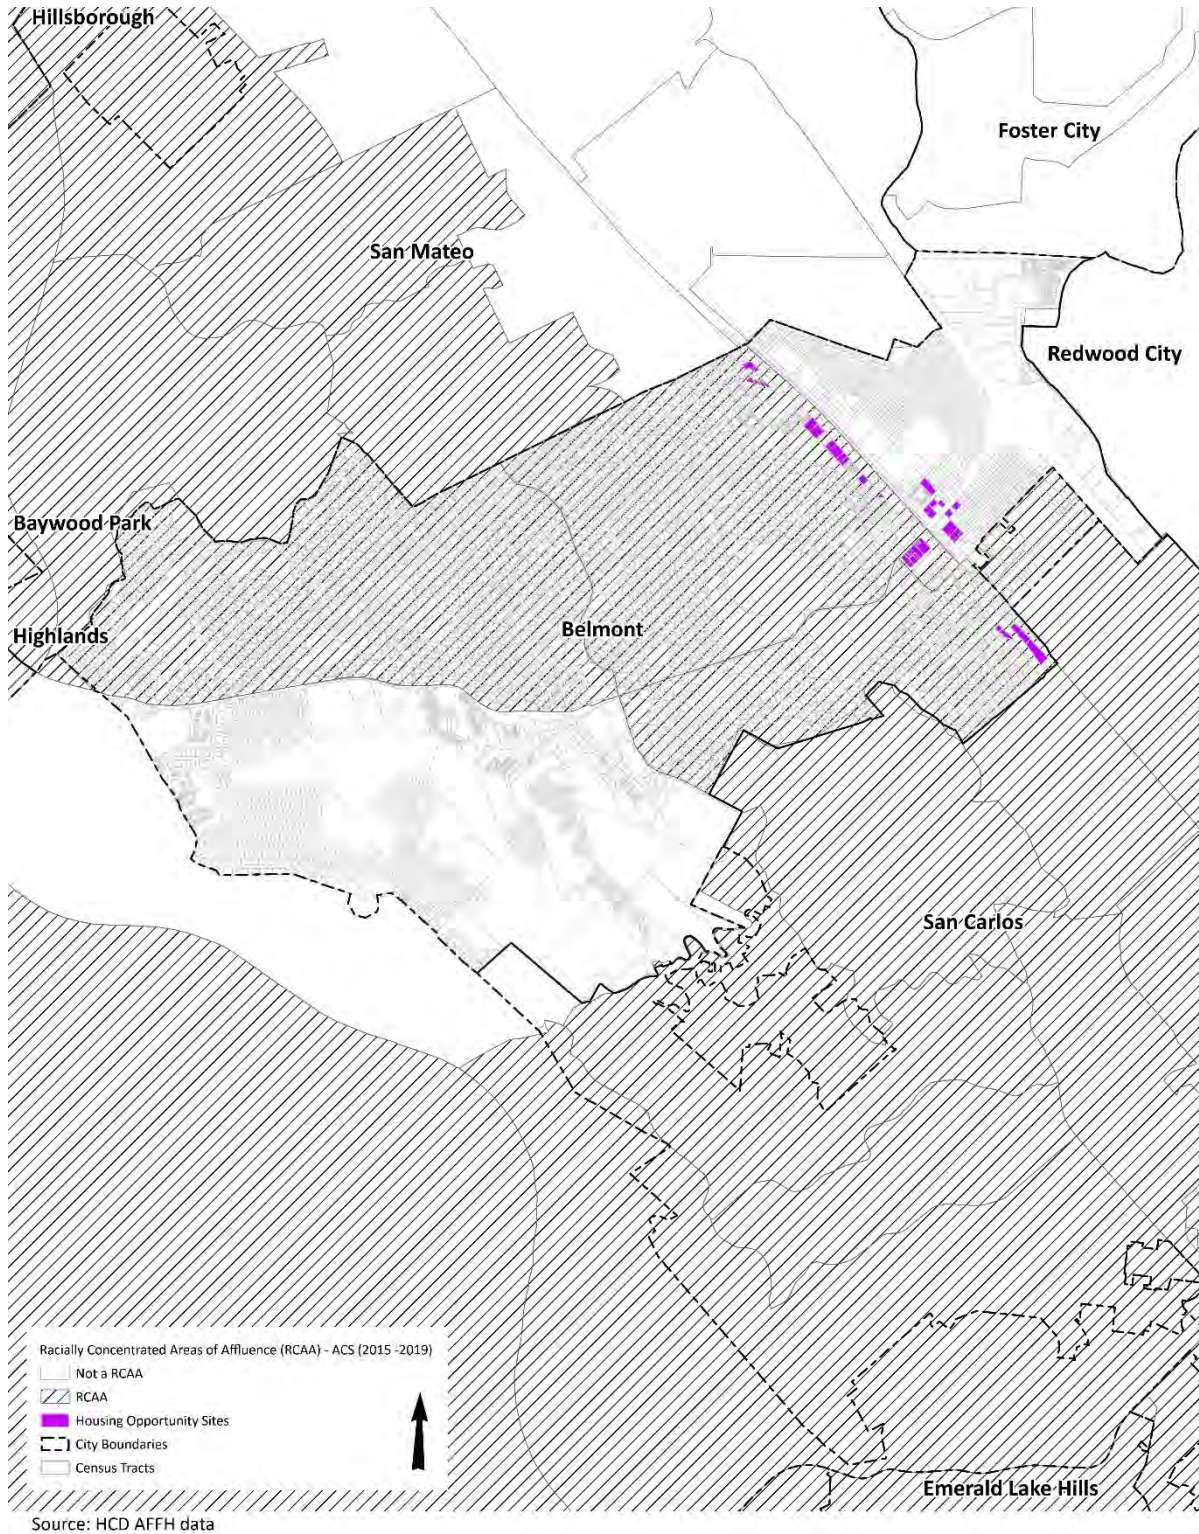 Hillsborough
Foster City
San Mateo
Redwood City
Baywood Park
Highlands
Belmont
San Carlos
Racially Concentrated Areas of Affluence (RCAA) - ACS (2015 -2019)
Not a RCAA
RCAA
Housing Opportunity Sites
City Boundaries
Census Tracts
Emerald Lake Hills
Source: HCD AFFH data